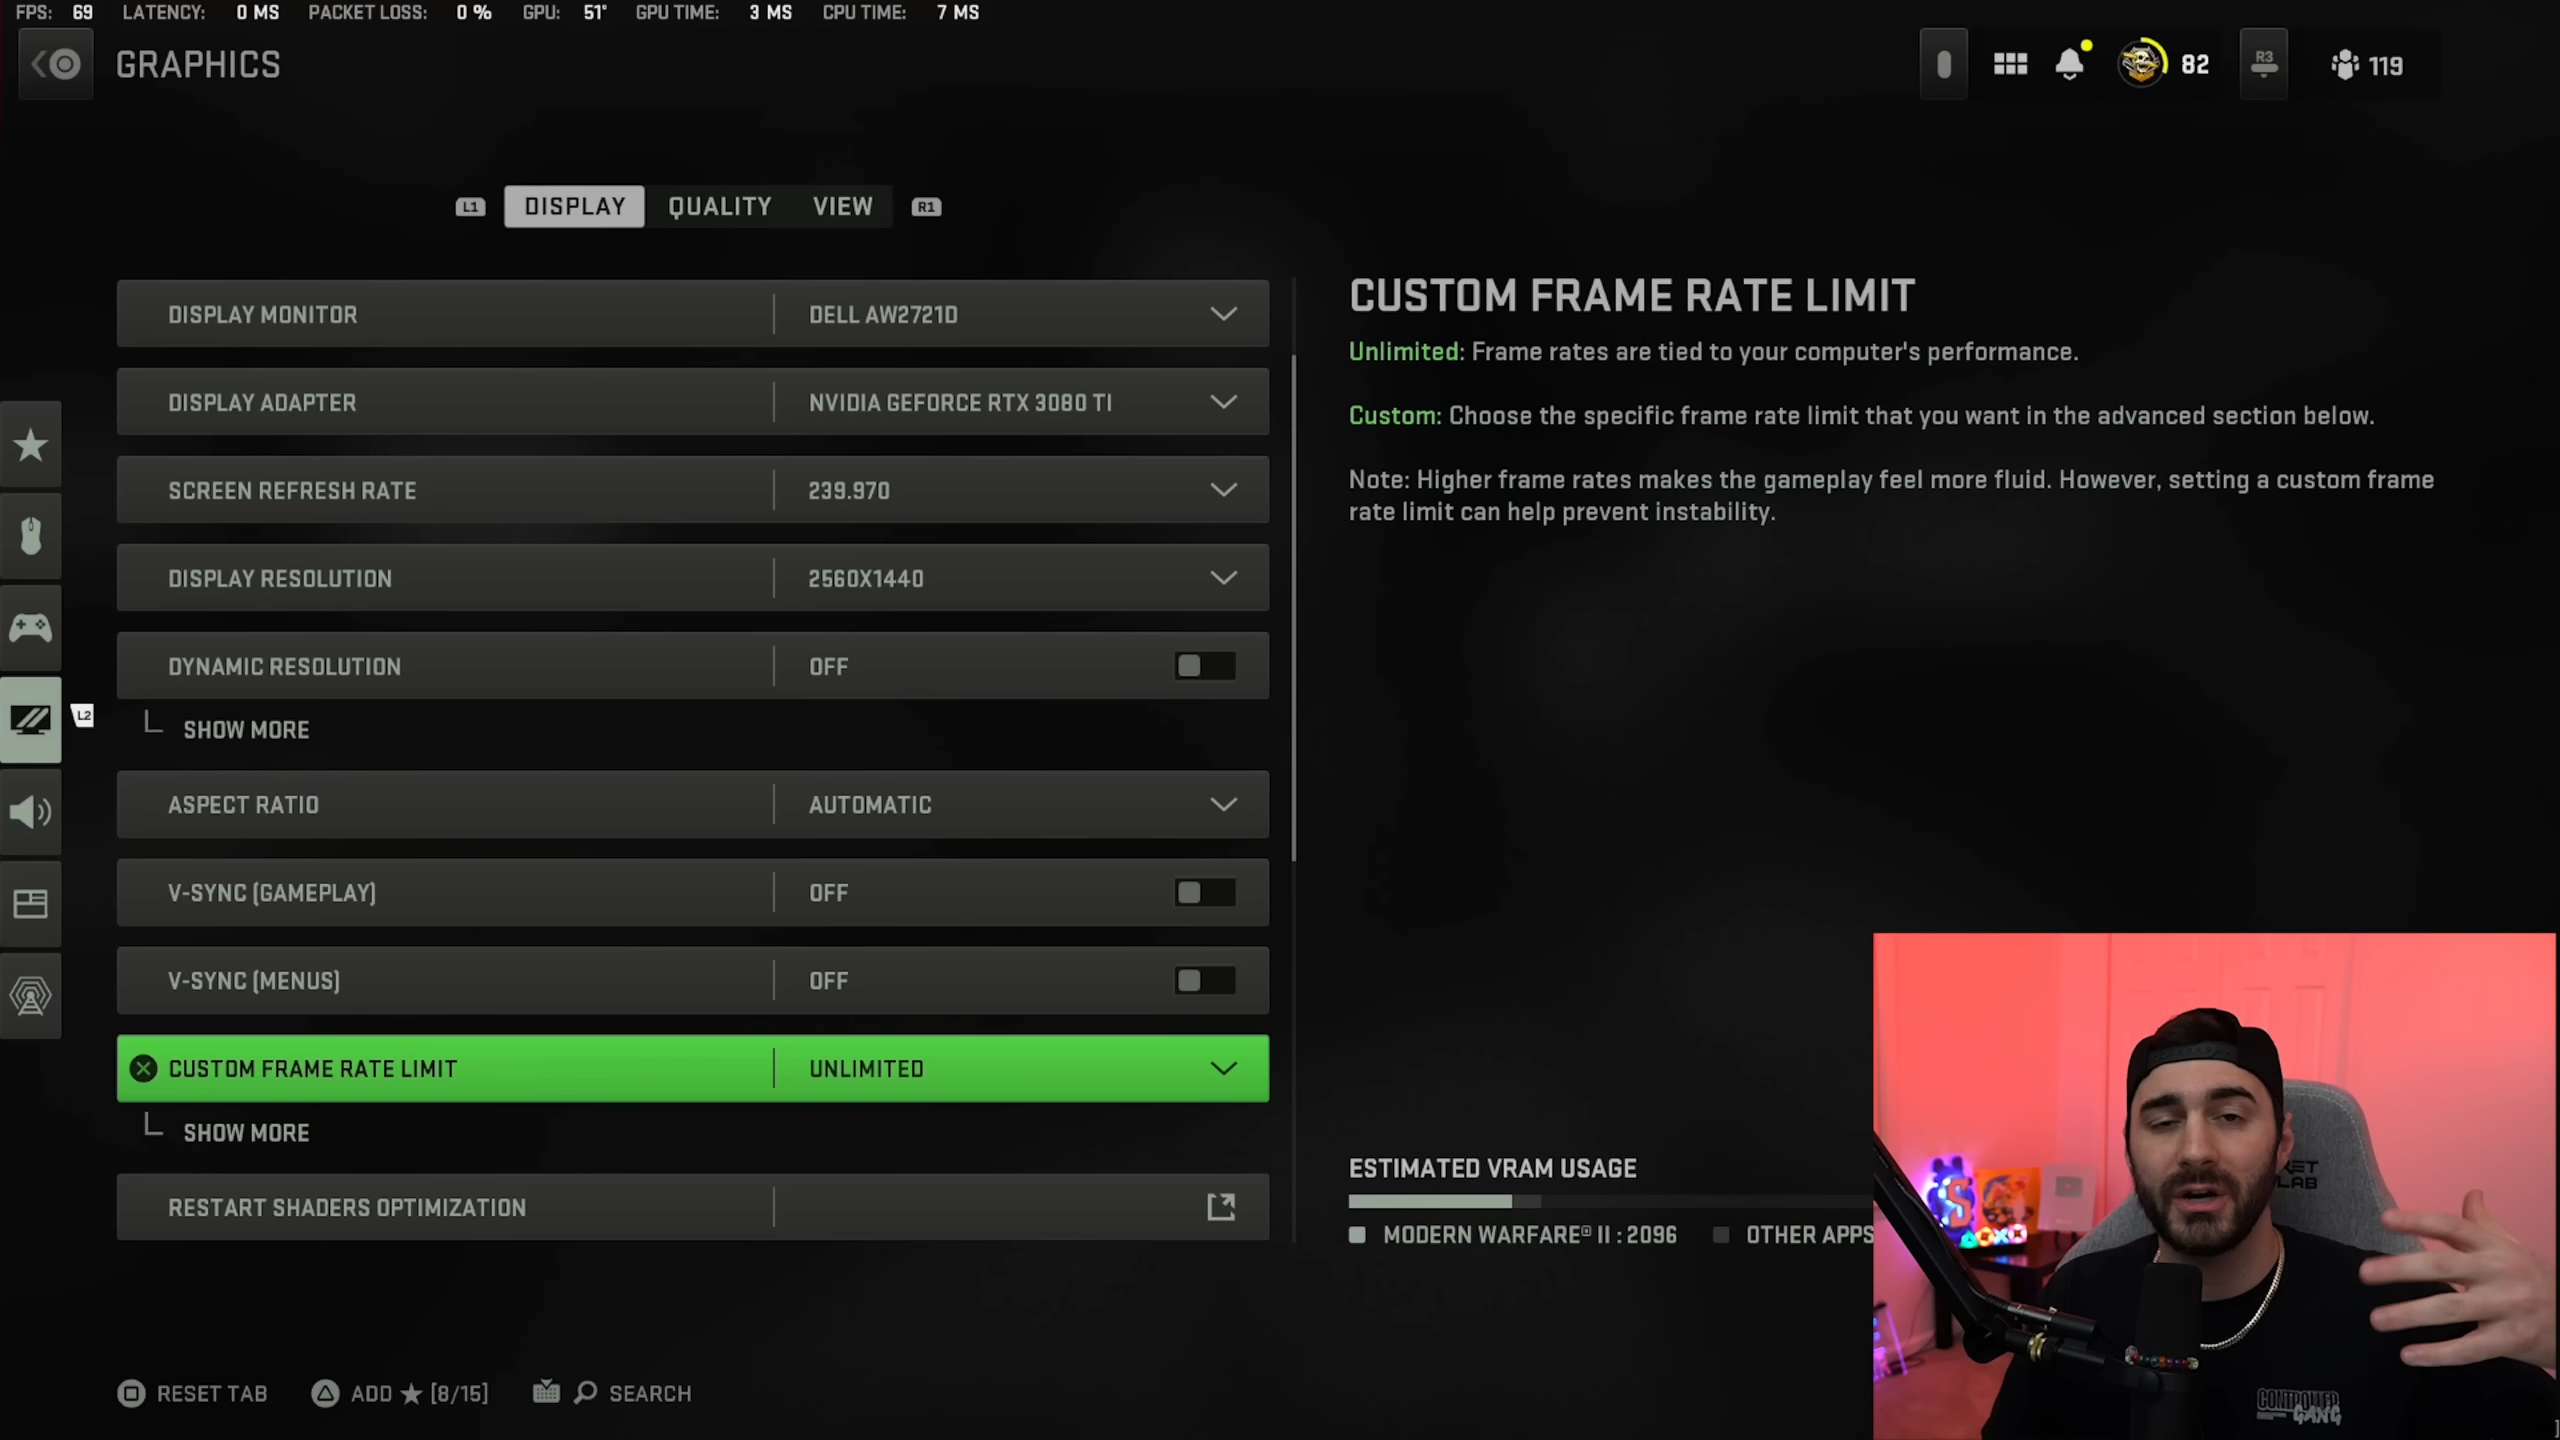 FPS: 69 LATENCY: 0 MS PACKET LOSS: 0 % GPU: 51° GPU TIME: 3 MS CPU TIME: 7 MS
GRAPHICS
82 R3 119
L1 DISPLAY QUALITY VIEW R1
DISPLAY MONITOR DELL AW2721D
DISPLAY ADAPTER NVIDIA GEFORCE RTX 3080 TI
SCREEN REFRESH RATE 239.970
DISPLAY RESOLUTION 2560X1440
DYNAMIC RESOLUTION OFF
L2
SHOW MORE
ASPECT RATIO AUTOMATIC
V-SYNC (GAMEPLAY) OFF
V-SYNC (MENUS) OFF
CUSTOM FRAME RATE LIMIT UNLIMITED
SHOW MORE
RESTART SHADERS OPTIMIZATION
CUSTOM FRAME RATE LIMIT
Unlimited: Frame rates are tied to your computer's performance.
Custom: Choose the specific frame rate limit that you want in the advanced section below.
Note: Higher frame rates makes the gameplay feel more fluid. However, setting a custom frame
rate limit can help prevent instability.
ESTIMATED VRAM USAGE
MODERN WARFARE® II : 2096 OTHER APPS
CONTROLLER
GANG
RESET TAB ADD ★ [8/15] SEARCH